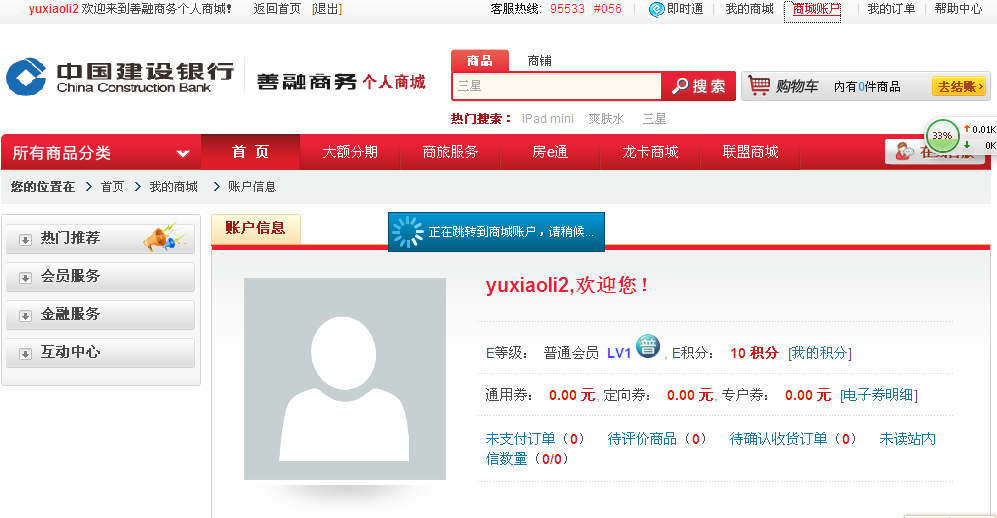 yuxiaoli2 欢迎来到善融商务个人商城! 返回首页 [退出] 客服热线: 95533 #056 即时通 我的商城 商城账户 我的订单 帮助中心
中国建设银行
China Construction Bank
善融商务 个人商城
商品 商铺
三星 搜索 购物车 内有0件商品 去结账
热门搜索: iPad mini 爽肤水 三星
33% 0.01K
0K
所有商品分类 首 页 大额分期 商旅服务 房e通 龙卡商城 联盟商城
您的位置在 首页 我的商城 账户信息
热门推荐
会员服务
金融服务
互动中心
账户信息
正在跳转到商城账户,请稍候...
yuxiaoli2,欢迎您!
E等级: 普通会员 LV1 普 , E积分: 10 积分 [我的积分]
通用券: 0.00 元, 定向券: 0.00 元, 专户券: 0.00 元 [电子券明细]
未支付订单(0) 待评价商品(0) 待确认收货订单(0) 未读站内
信数量(0/0)